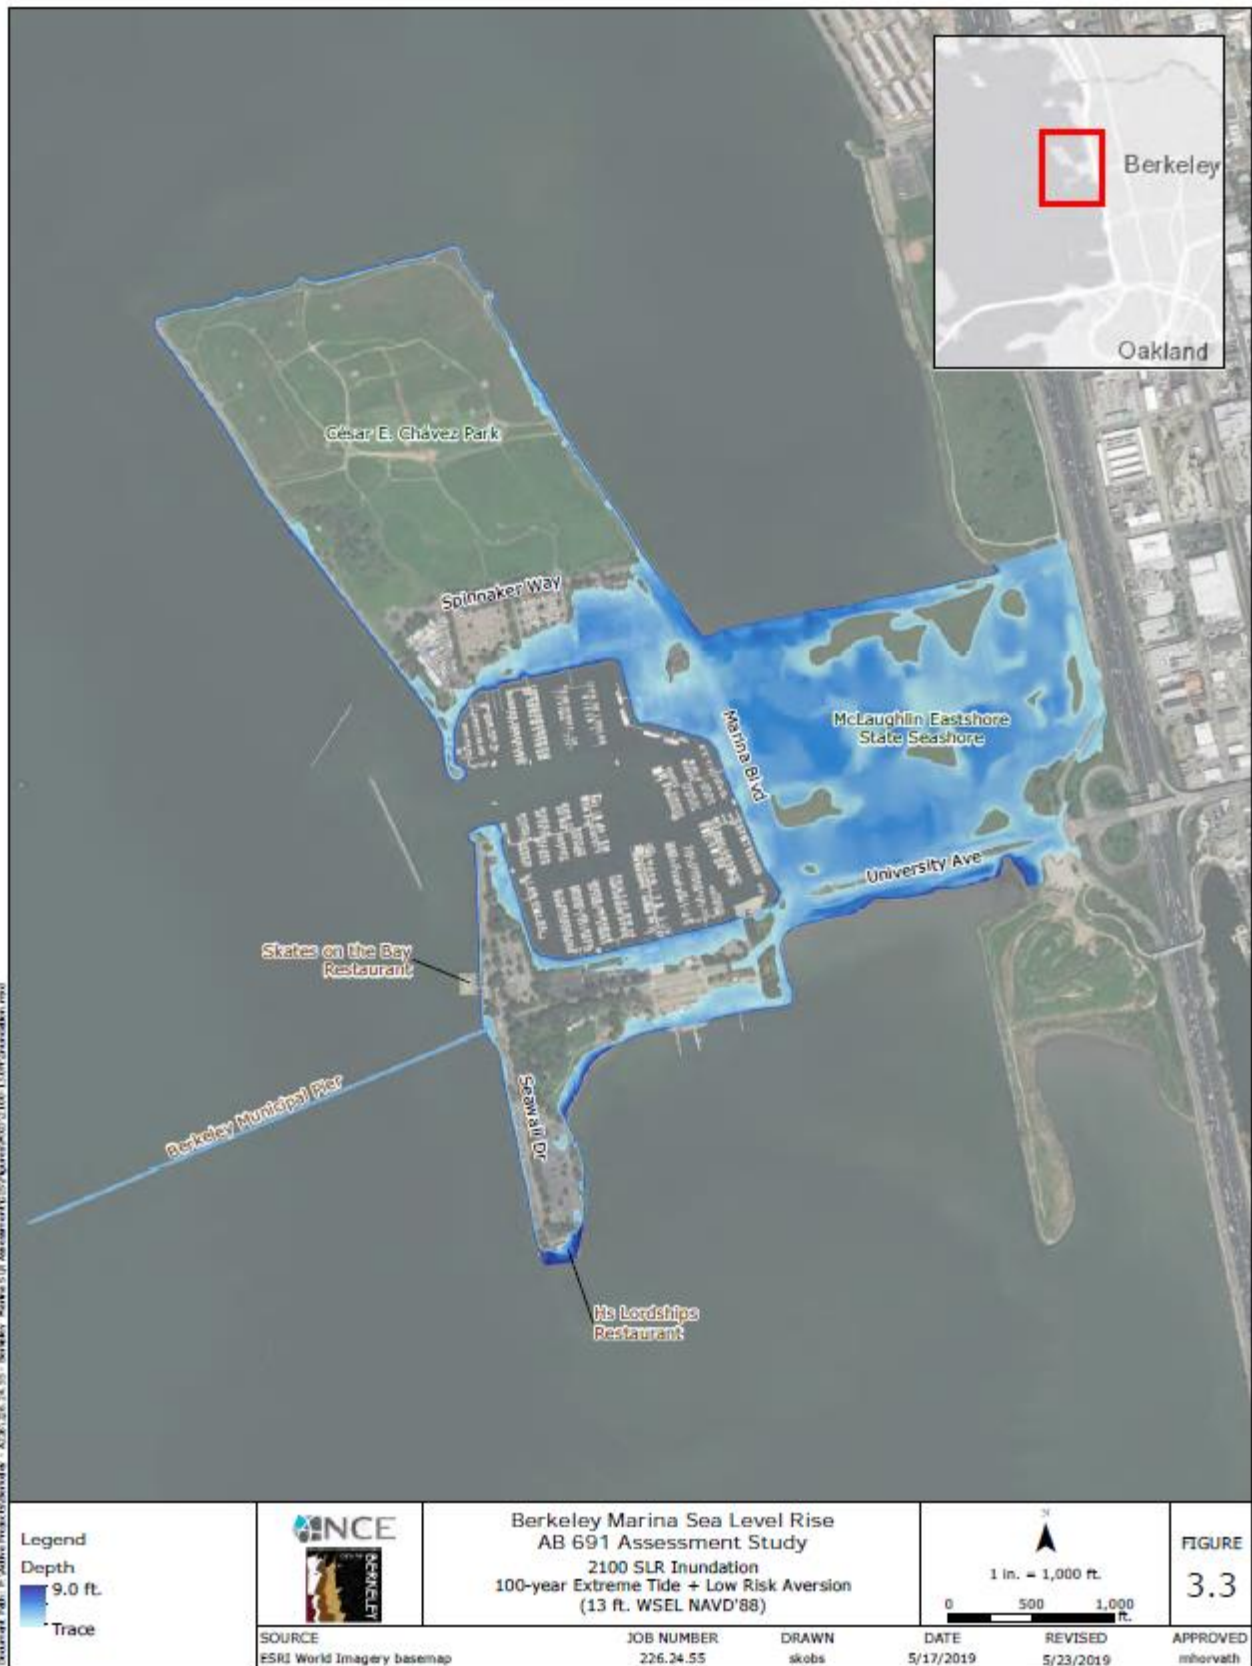 Berkeley
Oakland
César E. Chávez Park
Spinnaker Way
Marina Blvd
McLaughlin Eastshore
State Seashore
University Ave
Skates on the Bay
Restaurant
Berkeley Municipal Pier
Seawall Dr
Hs Lordships
Restaurant
Legend
Depth
9.0 ft.
Trace
NCE
BERKELEY
Berkeley Marina Sea Level Rise
AB 691 Assessment Study
2100 SLR Inundation
100-year Extreme Tide + Low Risk Aversion
(13 ft. WSEL NAVD'88)
N
1 in. = 1,000 ft.
0 500 1,000
ft.
FIGURE
3.3
SOURCE
ESRI World Imagery basemap
JOB NUMBER
226.24.55
DRAWN
skobs
DATE
5/17/2019
REVISED
5/23/2019
APPROVED
mhorvath